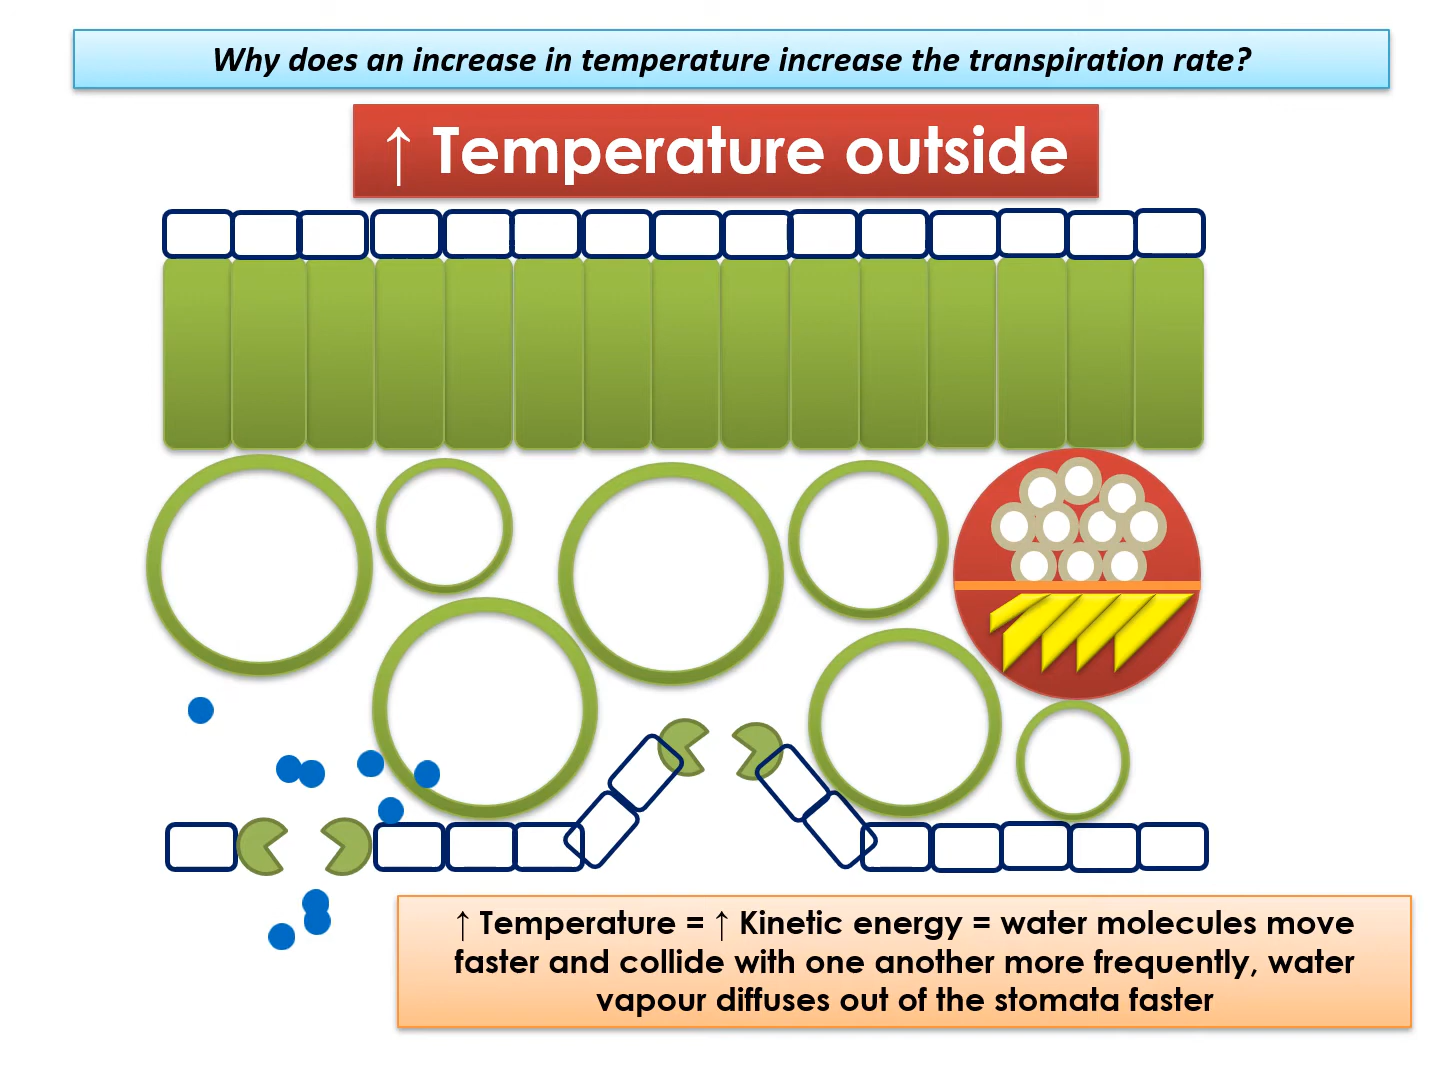 Why does an increase in temperature increase the transpiration rate?
↑ Temperature outside
↑ Temperature = ↑ Kinetic energy = water molecules move
faster and collide with one another more frequently, water
vapour diffuses out of the stomata faster